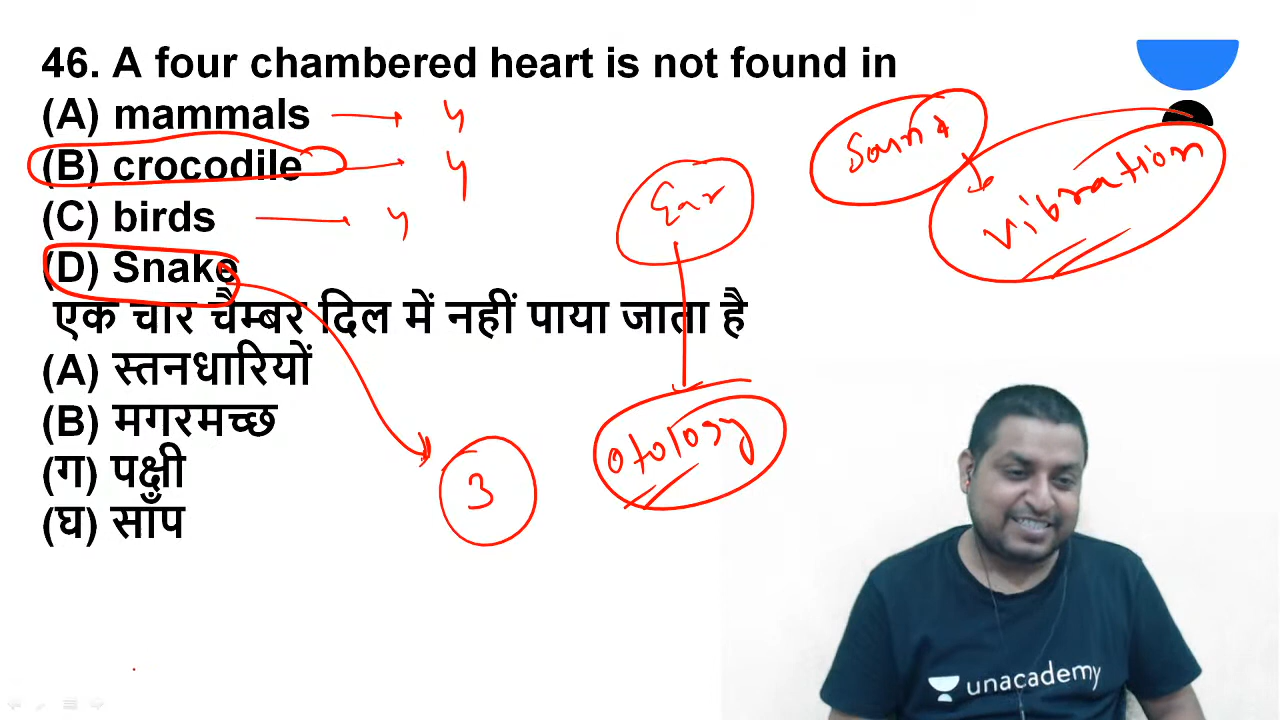 46. A four chambered heart is not found in
(A) mammals → 4
(B) crocodile → 4
(C) birds — 4
(D) Snake
एक चार चैम्बर दिल में नहीं पाया जाता है
(A) स्तनधारियों
(B) मगरमच्छ
(ग) पक्षी
(घ) साँप
3
Ear
otology
Sound
Vibration
unacademy